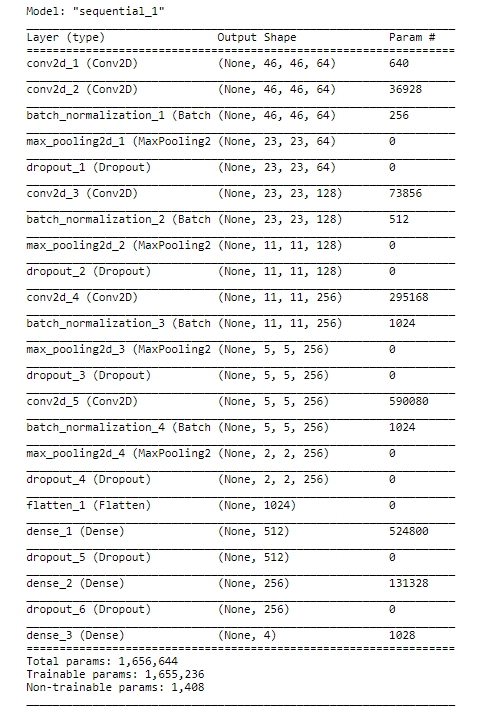 Model: "sequential_1"
Layer (type) Output Shape Param #
conv2d_1 (Conv2D) (None, 46, 46, 64) 640
conv2d_2 (Conv2D) (None, 46, 46, 64) 36928
batch_normalization_1 (Batch (None, 46, 46, 64) 256
max_pooling2d_1 (MaxPooling2 (None, 23, 23, 64) 0
dropout_1 (Dropout) (None, 23, 23, 64) 0
conv2d_3 (Conv2D) (None, 23, 23, 128) 73856
batch_normalization_2 (Batch (None, 23, 23, 128) 512
max_pooling2d_2 (MaxPooling2 (None, 11, 11, 128) 0
dropout_2 (Dropout) (None, 11, 11, 128) 0
conv2d_4 (Conv2D) (None, 11, 11, 256) 295168
batch_normalization_3 (Batch (None, 11, 11, 256) 1024
max_pooling2d_3 (MaxPooling2 (None, 5, 5, 256) 0
dropout_3 (Dropout) (None, 5, 5, 256) 0
conv2d_5 (Conv2D) (None, 5, 5, 256) 590080
batch_normalization_4 (Batch (None, 5, 5, 256) 1024
max_pooling2d_4 (MaxPooling2 (None, 2, 2, 256) 0
dropout_4 (Dropout) (None, 2, 2, 256) 0
flatten_1 (Flatten) (None, 1024) 0
dense_1 (Dense) (None, 512) 524800
dropout_5 (Dropout) (None, 512) 0
dense_2 (Dense) (None, 256) 131328
dropout_6 (Dropout) (None, 256) 0
dense_3 (Dense) (None, 4) 1028
Total params: 1,656,644
Trainable params: 1,655,236
Non-trainable params: 1,408